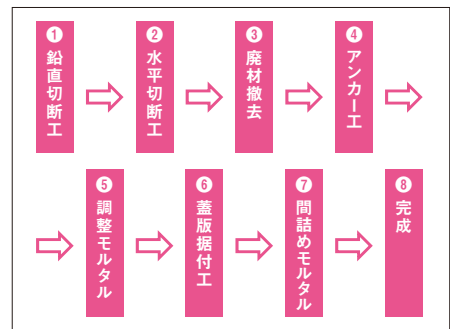 ❶鉛直切断工
❷水平切断工
❸廃材撤去
❹アンカー工
❺調整モルタル
❻蓋版据付工
❼間詰めモルタル
❽完成